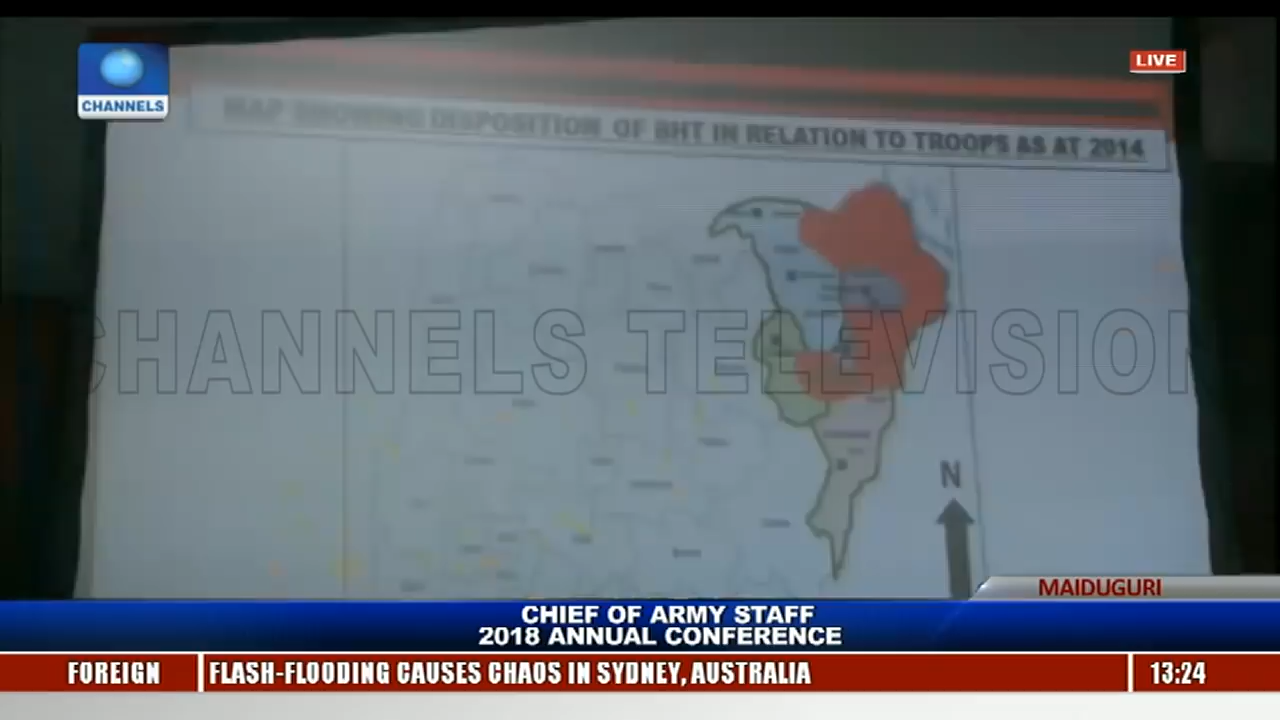 CHANNELS
LIVE
MAP SHOWING DISPOSITION OF BHT IN RELATION TO TROOPS AS AT 2014
CHANNELS TELEVISION
N
MAIDUGURI
CHIEF OF ARMY STAFF
2018 ANNUAL CONFERENCE
FOREIGN
FLASH-FLOODING CAUSES CHAOS IN SYDNEY, AUSTRALIA
13:24